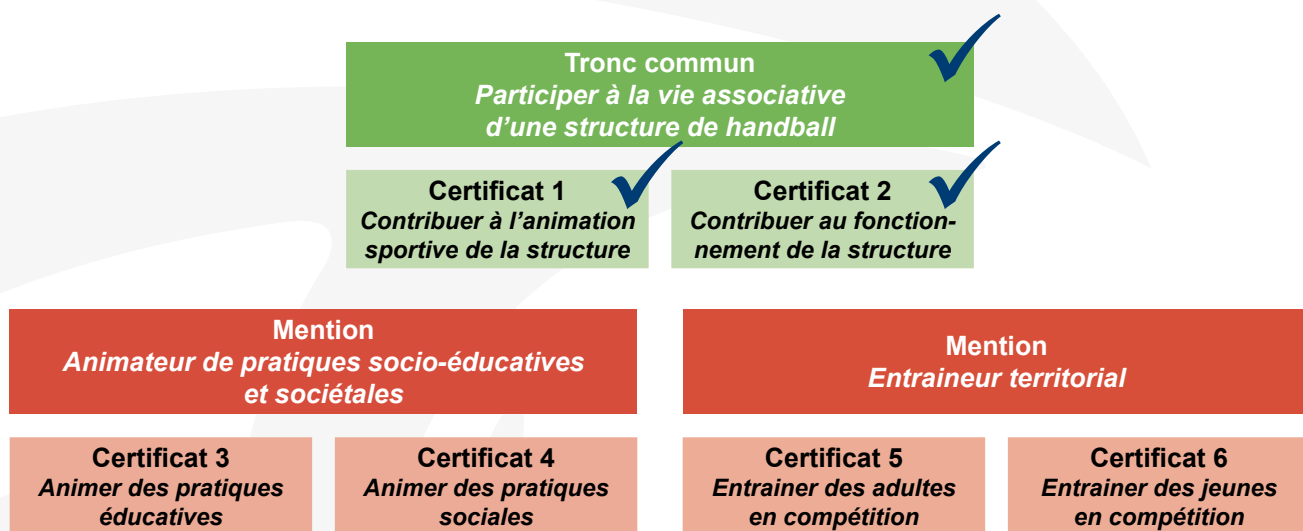 Tronc commun
Participer à la vie associative
d’une structure de handball
Certificat 1
Contribuer à l’animation
sportive de la structure
Certificat 2
Contribuer au fonction-
nement de la structure
Mention
Animateur de pratiques socio-éducatives
et sociétales
Mention
Entraineur territorial
Certificat 3
Animer des pratiques
éducatives
Certificat 4
Animer des pratiques
sociales
Certificat 5
Entrainer des adultes
en compétition
Certificat 6
Entrainer des jeunes
en compétition